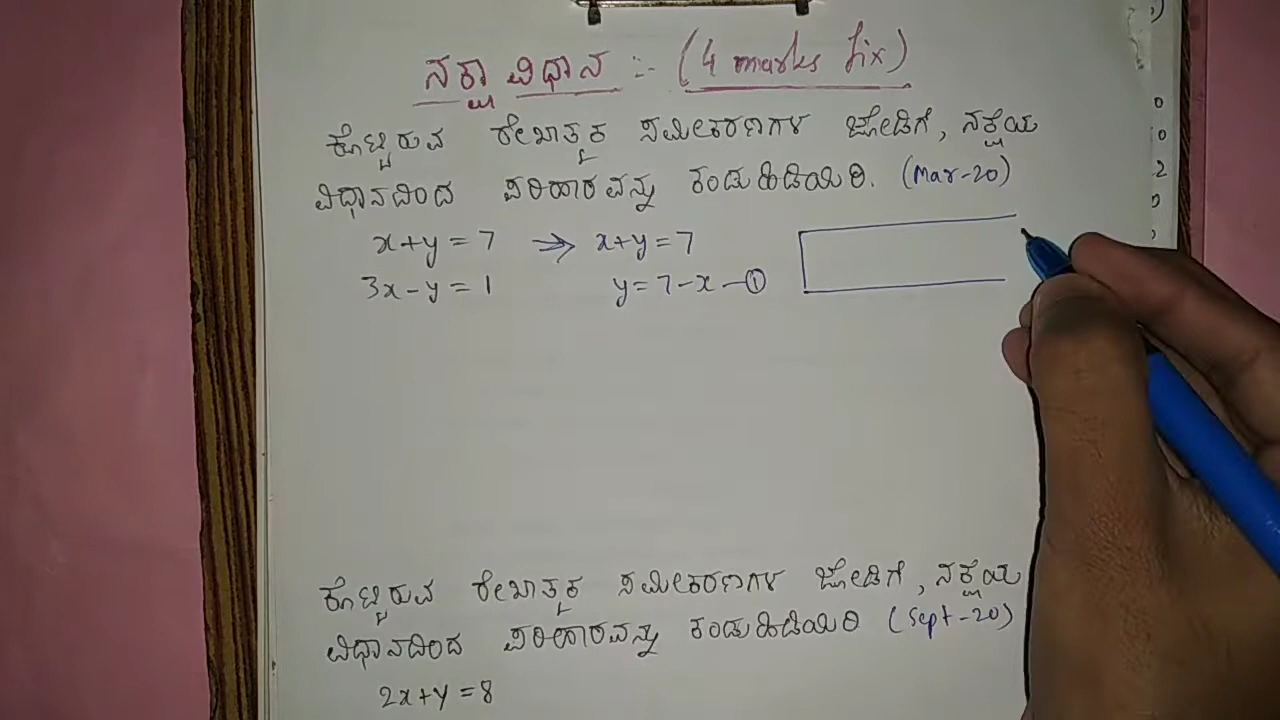 ನಕ್ಷಾ ವಿಧಾನ :- (4 marks fix)
ಕೊಟ್ಟಿರುವ ರೇಖಾತ್ಮಕ ಸಮೀಕರಣಗಳ ಜೋಡಿಗೆ, ನಕ್ಷೆಯ
ವಿಧಾನದಿಂದ ಪರಿಹಾರವನ್ನು ಕಂಡುಹಿಡಿಯಿರಿ. (Mar-20)
x+y=7 ⇒ x+y=7
3x-y=1 y=7-x-①
ಕೊಟ್ಟಿರುವ ರೇಖಾತ್ಮಕ ಸಮೀಕರಣಗಳ ಜೋಡಿಗೆ, ನಕ್ಷೆಯ
ವಿಧಾನದಿಂದ ಪರಿಹಾರವನ್ನು ಕಂಡುಹಿಡಿಯಿರಿ (Sept-20)
2x+y=8